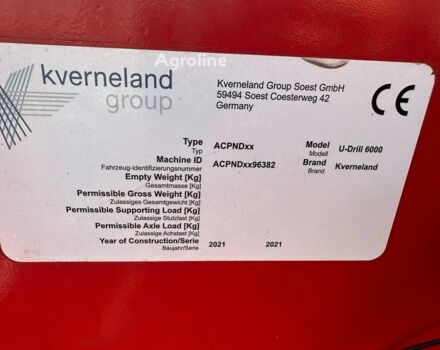 Agroline
kverneland
group
Kverneland Group Soest GmbH
59494 Soest Coesterweg 42
Germany
CE
Type ACPNDxx Model U-Drill 6000
Typ Modell
Machine ID ACPNDxx96382 Brand Kverneland
Fahrzeug-identifizierungsnummer Brand
Empty Weight [Kg]
Gesamtmasse [Kg]
Permissible Gross Weight [Kg]
Zulassiges Gesamtgewicht [Kg]
Permissible Supporting Load [Kg]
Zulassige Stutzlast [Kg]
Permissible Axle Load [Kg]
Zulassige Achslast [Kg]
Year of Construction/Serie 2021 2021
Baujahr/Serie